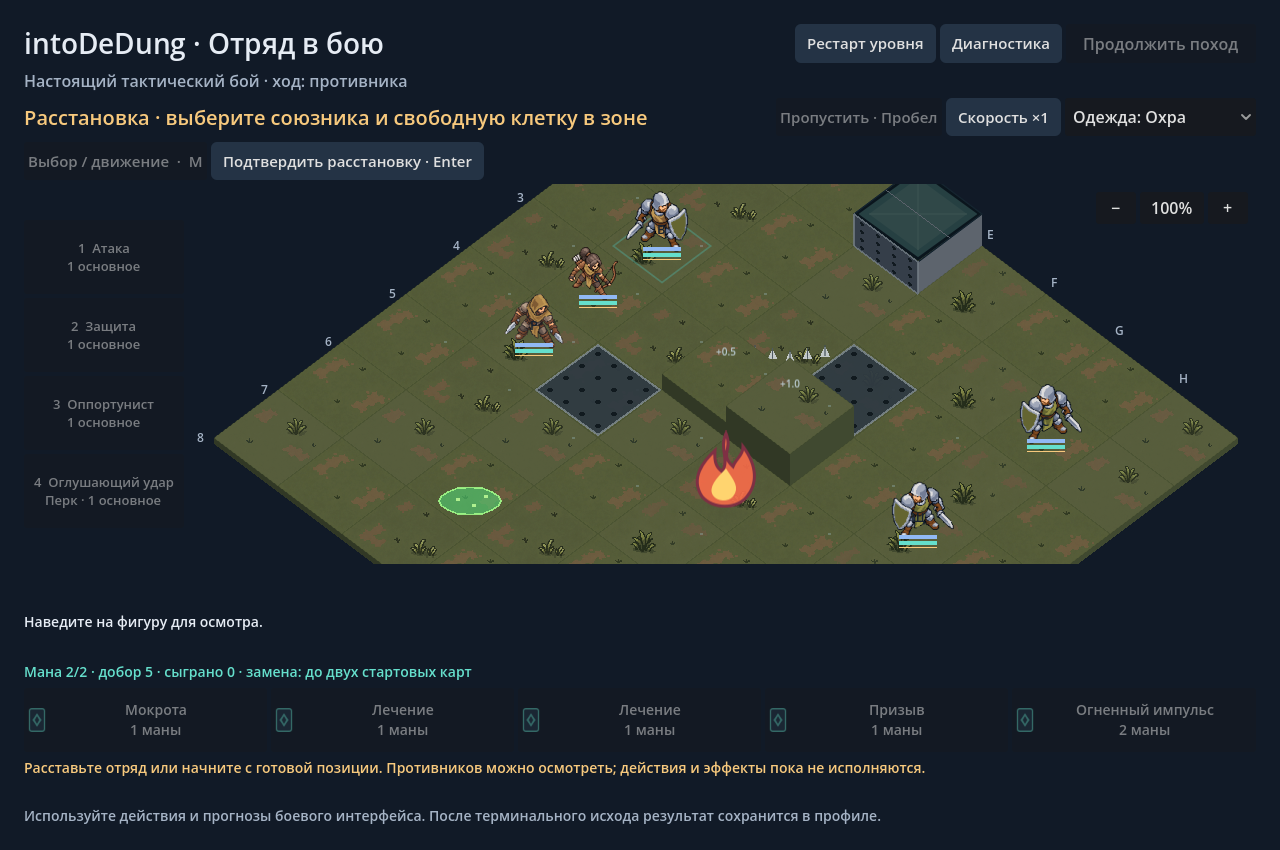 intoDeDung · Отряд в бою
Рестарт уровня
Диагностика
Продолжить поход
Настоящий тактический бой · ход: противника
Расстановка · выберите союзника и свободную клетку в зоне
Пропустить · Пробел
Скорость ×1
Одежда: Охра
Выбор / движение · М
Подтвердить расстановку · Enter
− 100% +
3
4
5
6
7
8
E
F
G
H
+0.5
+1.0
1 Атака
1 основное
2 Защита
1 основное
3 Оппортунист
1 основное
4 Оглушающий удар
Перк · 1 основное
Наведите на фигуру для осмотра.
Мана 2/2 · добор 5 · сыграно 0 · замена: до двух стартовых карт
Мокрота
1 маны
Лечение
1 маны
Лечение
1 маны
Призыв
1 маны
Огненный импульс
2 маны
Расставьте отряд или начните с готовой позиции. Противников можно осмотреть; действия и эффекты пока не исполняются.
Используйте действия и прогнозы боевого интерфейса. После терминального исхода результат сохранится в профиле.